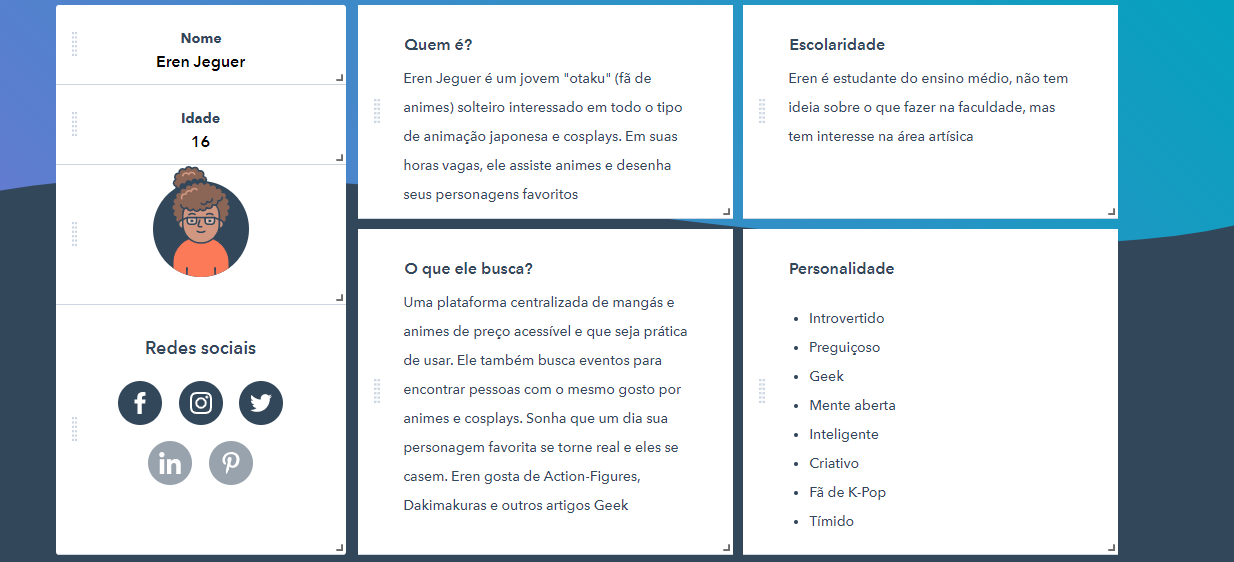 Nome
Eren Jeguer
Idade
16
Redes sociais
Quem é?
Eren Jeguer é um jovem "otaku" (fã de
animes) solteiro interessado em todo o tipo
de animação japonesa e cosplays. Em suas
horas vagas, ele assiste animes e desenha
seus personagens favoritos
Escolaridade
Eren é estudante do ensino médio, não tem
ideia sobre o que fazer na faculdade, mas
tem interesse na área artísica
O que ele busca?
Uma plataforma centralizada de mangás e
animes de preço acessível e que seja prática
de usar. Ele também busca eventos para
encontrar pessoas com o mesmo gosto por
animes e cosplays. Sonha que um dia sua
personagem favorita se torne real e eles se
casem. Eren gosta de Action-Figures,
Dakimakuras e outros artigos Geek
Personalidade
• Introvertido
• Preguiçoso
• Geek
• Mente aberta
• Inteligente
• Criativo
• Fã de K-Pop
• Tímido